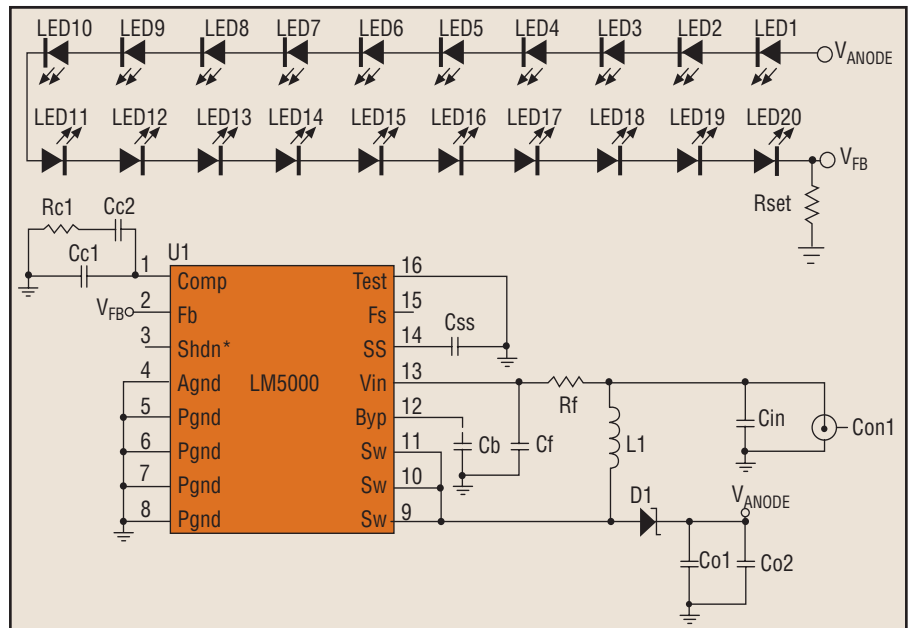 LED10 LED9 LED8 LED7 LED6 LED5 LED4 LED3 LED2 LED1
VANODE
LED11 LED12 LED13 LED14 LED15 LED16 LED17 LED18 LED19 LED20
VFB
Rset
Rc1 Cc2
Cc1
U1
1 Comp Test 16
VFB 2 Fb Fs 15
3 Shdn* SS 14 Css
4 Agnd LM5000 Vin 13 Rf
5 Pgnd Byp 12
6 Pgnd Sw 11 Cb Cf L1 Cin Con1
7 Pgnd Sw 10
8 Pgnd Sw 9 D1 VANODE
Co1 Co2